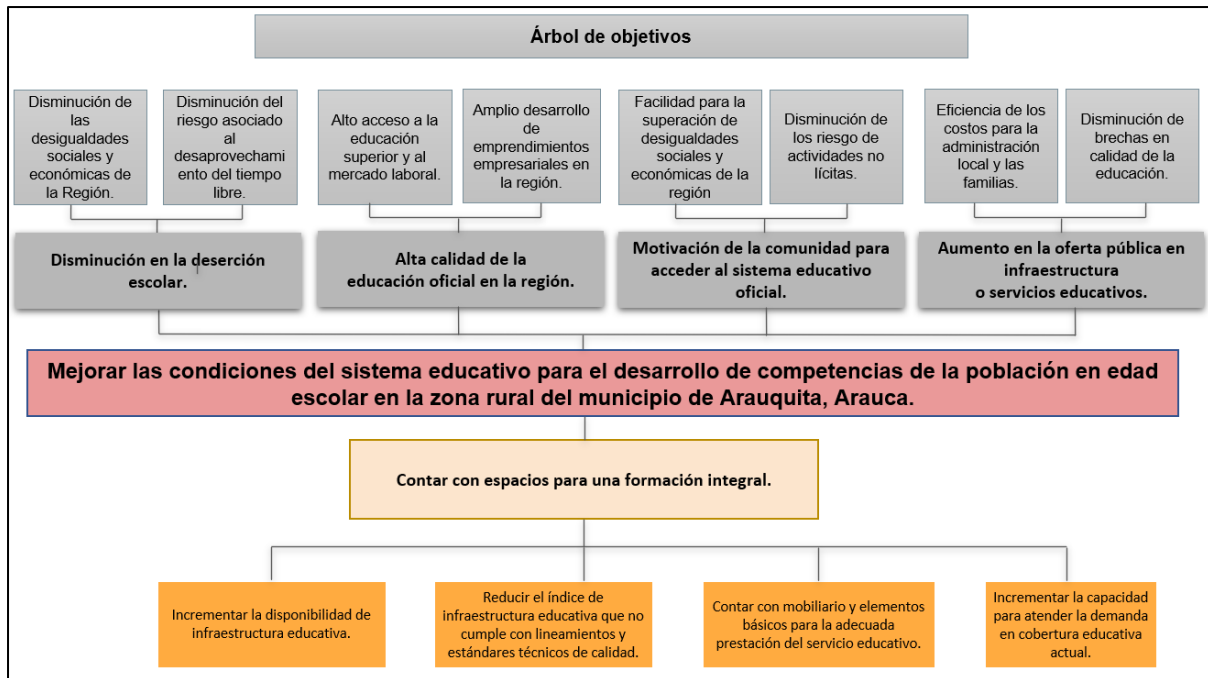 Árbol de objetivos
Disminución de
las
desigualdades
sociales y
económicas de
la Región.
Disminución del
riesgo asociado
al
desaprovechami
ento del tiempo
libre.
Alto acceso a la
educación
superior y al
mercado laboral.
Amplio desarrollo
de
emprendimientos
empresariales en
la región.
Facilidad para la
superación de
desigualdades
sociales y
económicas de la
región
Disminución de
los riesgo de
actividades no
lícitas.
Eficiencia de los
costos para la
administración
local y las
familias.
Disminución de
brechas en
calidad de la
educación.
Disminución en la deserción
escolar.
Alta calidad de la
educación oficial en la región.
Motivación de la comunidad para
acceder al sistema educativo
oficial.
Aumento en la oferta pública en
infraestructura
o servicios educativos.
Mejorar las condiciones del sistema educativo para el desarrollo de competencias de la población en edad
escolar en la zona rural del municipio de Arauquita, Arauca.
Contar con espacios para una formación integral.
Incrementar la disponibilidad de
infraestructura educativa.
Reducir el índice de
infraestructura educativa que no
cumple con lineamientos y
estándares técnicos de calidad.
Contar con mobiliario y elementos
básicos para la adecuada
prestación del servicio educativo.
Incrementar la capacidad
para atender la demanda
en cobertura educativa
actual.